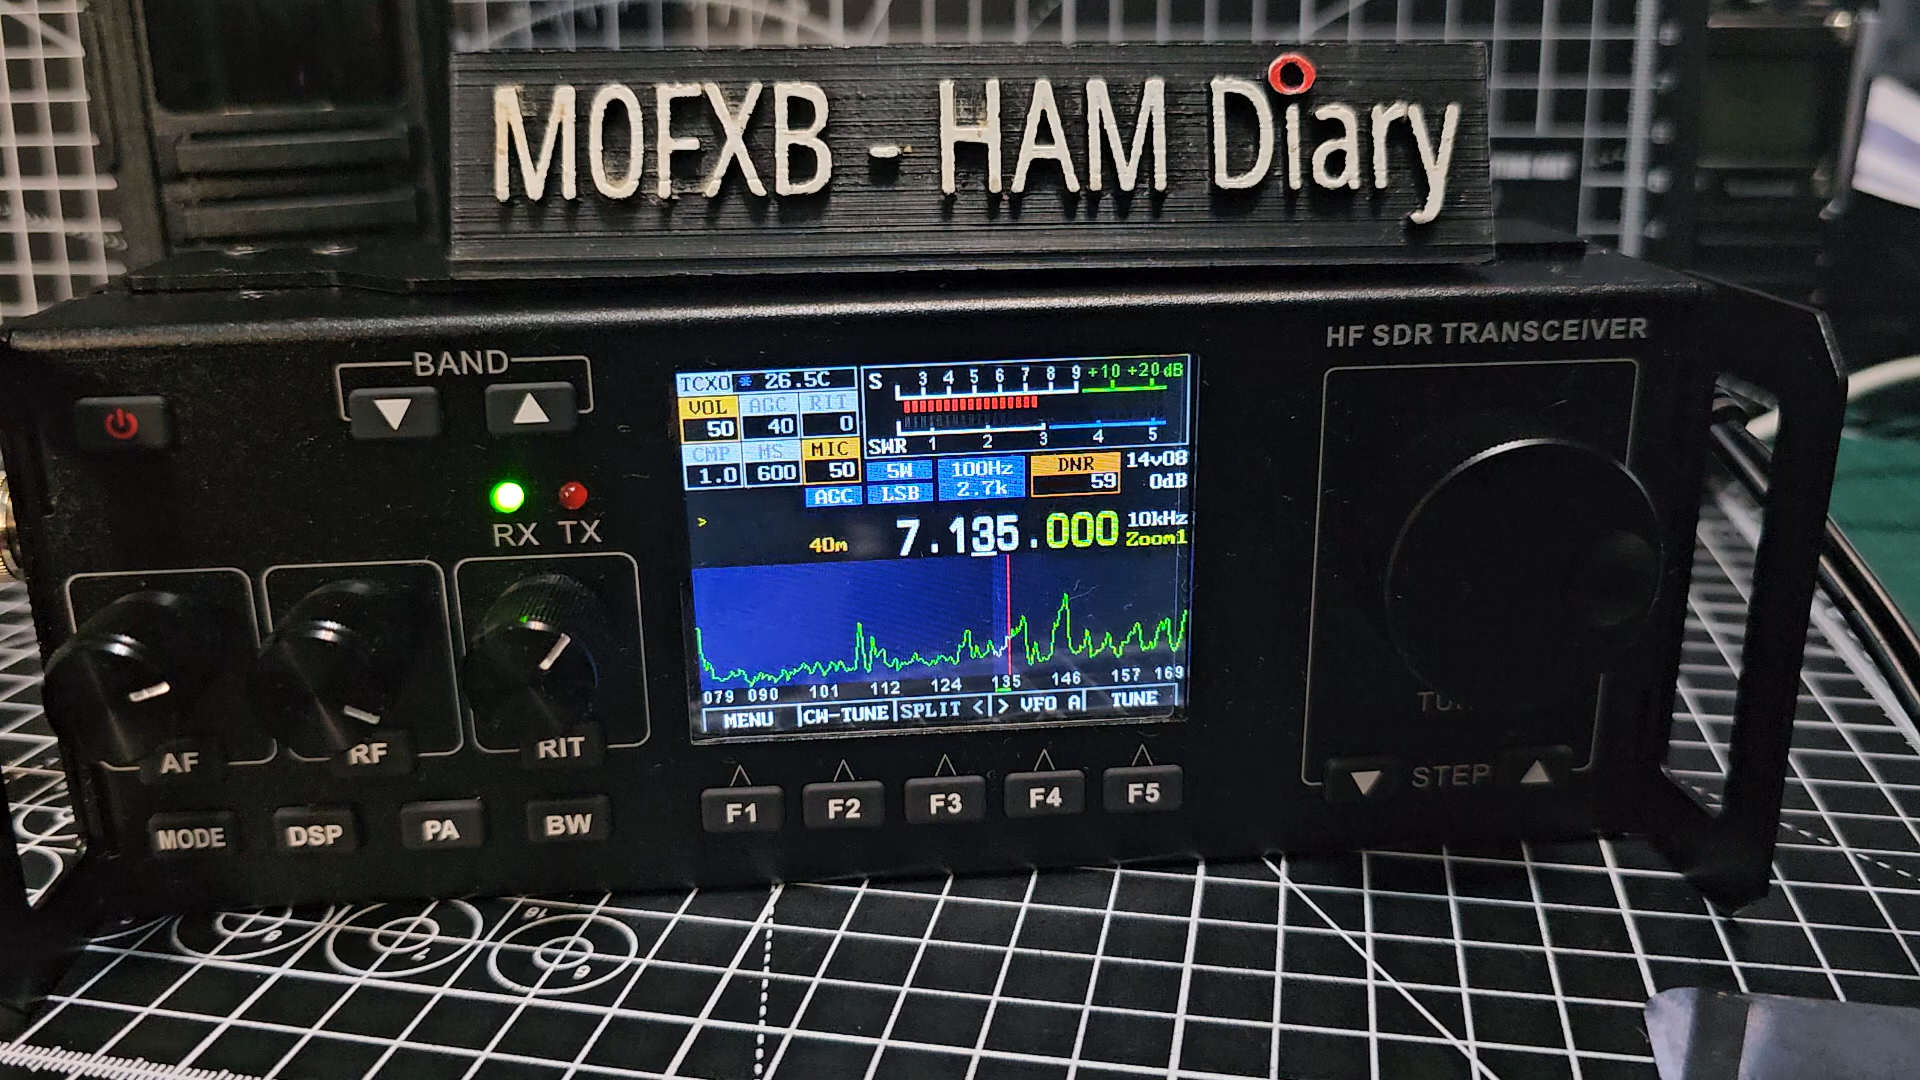 M0FXB - HAM Diary
HF SDR TRANSCEIVER
BAND
RX TX
AF
RF
RIT
MODE
DSP
PA
BW
TCXO * 26.5C
VOL AGC RIT
50 40 0
CMP MS MIC
1.0 600 50
S 3 4 5 6 7 8 9 +10 +20dB
SWR 1 2 3 4 5
AGC
5W
LSB
100Hz
2.7k
DNR
59
14v08
0dB
> 40m 7.135.000
10kHz
Zoom1
079 090 101 112 124 135 146 157 169
MENU CW-TUNE SPLIT < > VFO A TUNE
F1 F2 F3 F4 F5
STEP